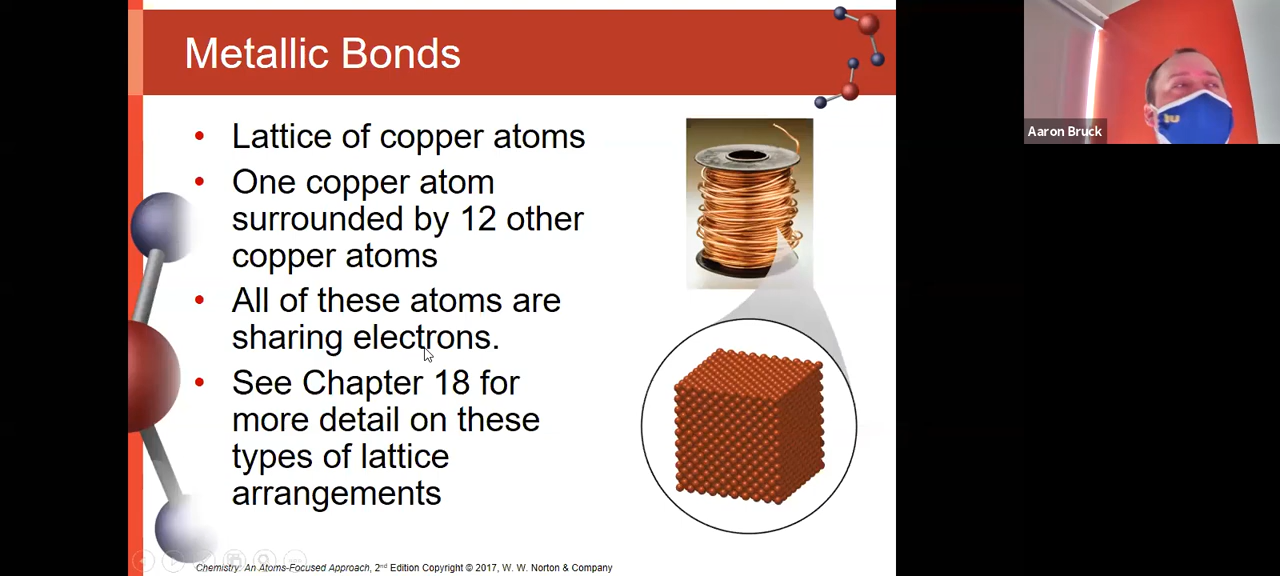 Metallic Bonds
• Lattice of copper atoms
• One copper atom
surrounded by 12 other
copper atoms
• All of these atoms are
sharing electrons.
• See Chapter 18 for
more detail on these
types of lattice
arrangements
Chemistry: An Atoms-Focused Approach, 2nd Edition Copyright © 2017, W. W. Norton & Company
Aaron Bruck